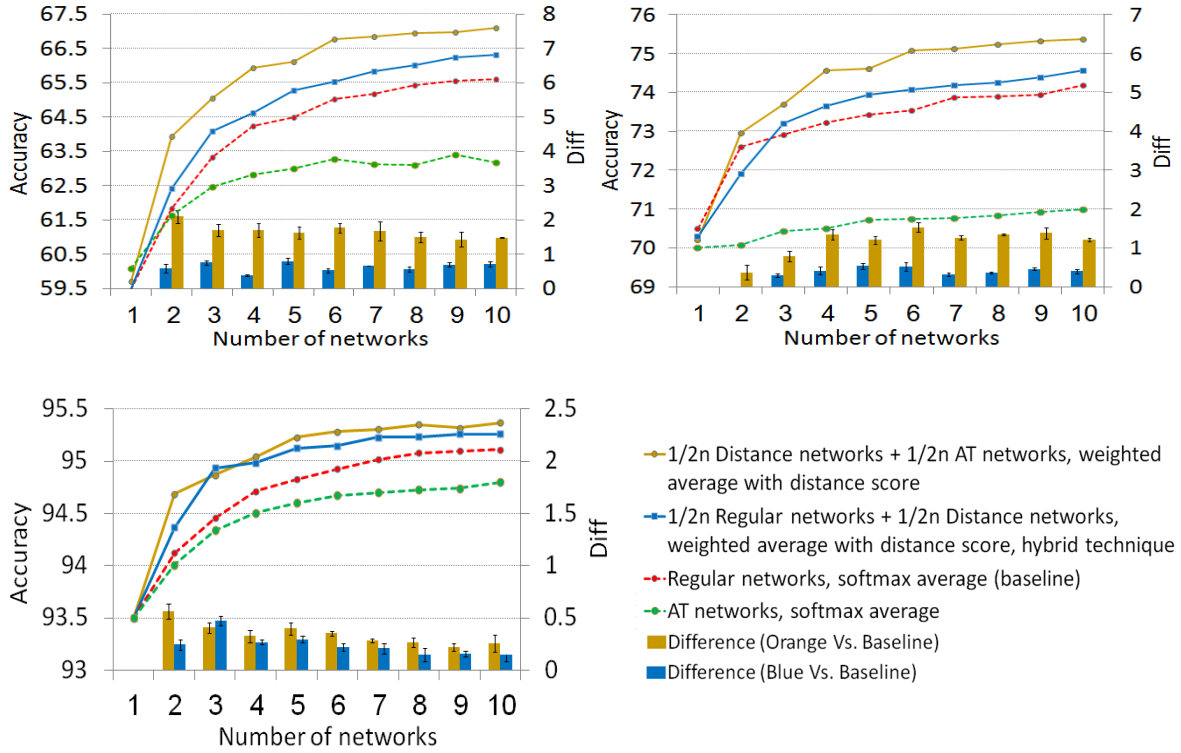 67.5
66.5
65.5
64.5
63.5
62.5
61.5
60.5
59.5
Accuracy
8
7
6
5
4
3
2
1
0
Diff
1 2 3 4 5 6 7 8 9 10
Number of networks
76
75
74
73
72
71
70
69
Accuracy
7
6
5
4
3
2
1
0
Diff
1 2 3 4 5 6 7 8 9 10
Number of networks
95.5
95
94.5
94
93.5
93
Accuracy
2.5
2
1.5
1
0.5
0
Diff
1 2 3 4 5 6 7 8 9 10
Number of networks
1/2n Distance networks + 1/2n AT networks, weighted
average with distance score
1/2n Regular networks + 1/2n Distance networks,
weighted average with distance score, hybrid technique
Regular networks, softmax average (baseline)
AT networks, softmax average
Difference (Orange Vs. Baseline)
Difference (Blue Vs. Baseline)